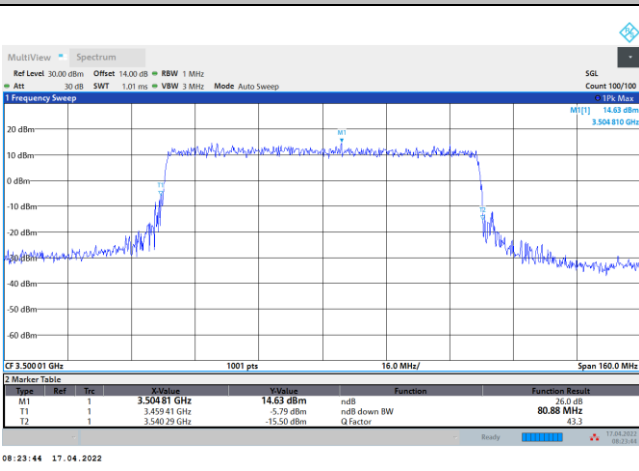 MultiView Spectrum
Ref Level 30.00 dBm Offset 14.00 dB RBW 1 MHz SGL
Att 30 dB SWT 1.01 ms VBW 3 MHz Mode Auto Sweep Count 100/100
1 Frequency Sweep 1Pk Max
M1[1] 14.63 dBm
3.504 810 GHz
20 dBm
M1
10 dBm
0 dBm
T1
-10 dBm
T2
-20 dBm
-30 dBm
-40 dBm
-50 dBm
-60 dBm
CF 3.500 01 GHz 1001 pts 16.0 MHz/ Span 160.0 MHz
2 Marker Table
Type Ref Trc X-Value Y-Value Function Function Result
M1 1 3.504 81 GHz 14.63 dBm ndB 26.0 dB
T1 1 3.459 41 GHz -5.79 dBm ndB down BW 80.88 MHz
T2 1 3.540 29 GHz -15.50 dBm Q Factor 43.3
Ready 17.04.2022
08:23:44
08:23:44 17.04.2022